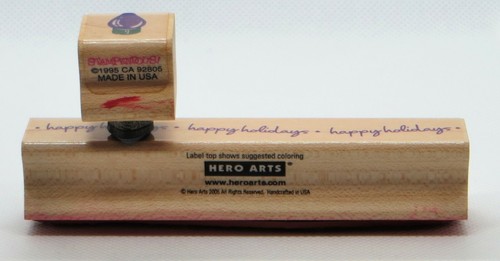 STAMPENDOUS!
©1995 CA 92806
MADE IN USA
• happy holidays • happy holidays • happy holidays •
Label top shows suggested coloring
HERO ARTS
www.heroarts.com
© Hero Arts 2005 All Rights Reserved. Handcrafted in USA